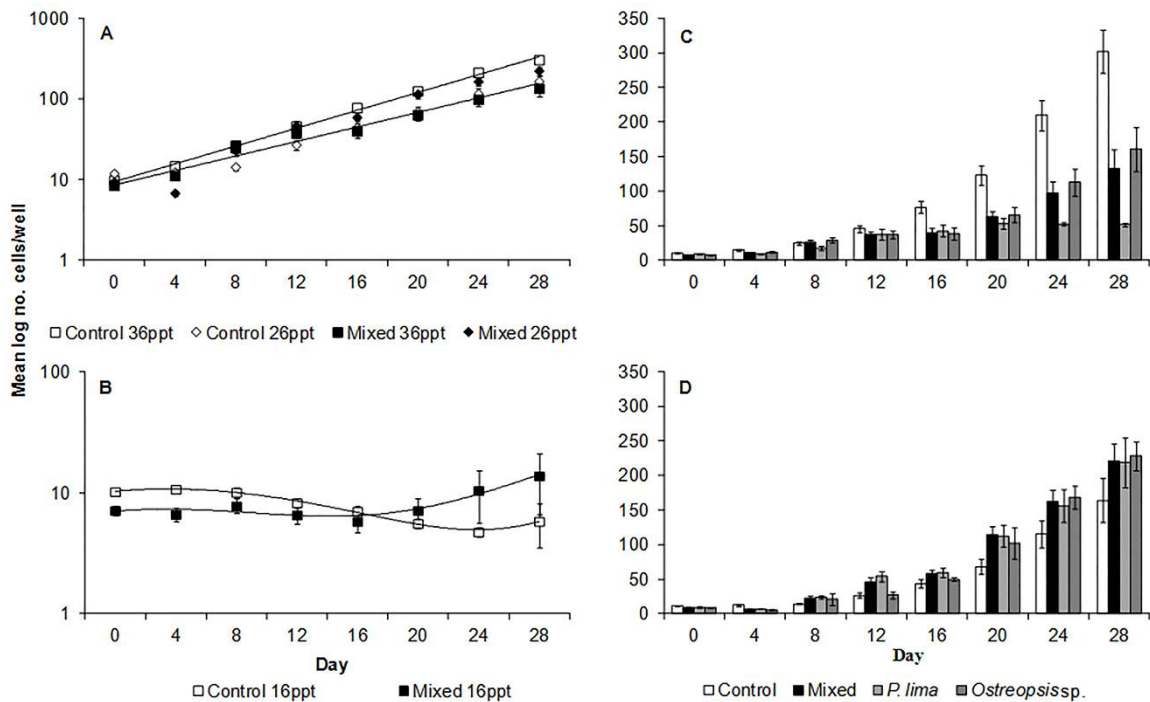 Mean log no. cells/well
A
1000
100
10
1
0 4 8 12 16 20 24 28
Control 36ppt Control 26ppt Mixed 36ppt Mixed 26ppt
B
100
10
1
0 4 8 12 16 20 24 28
Day
Control 16ppt Mixed 16ppt
C
350
300
250
200
150
100
50
0
0 4 8 12 16 20 24 28
D
350
300
250
200
150
100
50
0
0 4 8 12 16 20 24 28
Day
Control Mixed P. lima Ostreopsis sp.